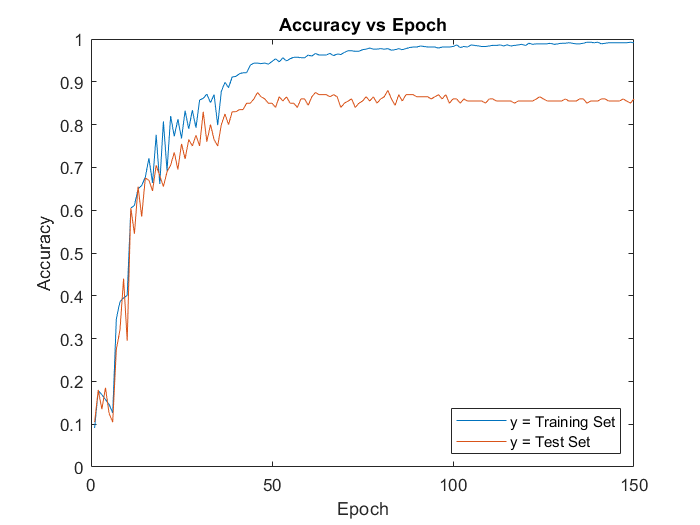 Accuracy vs Epoch
1
0.9
0.8
0.7
0.6
0.5
0.4
0.3
0.2
0.1
0
Accuracy
0 50 100 150
Epoch
y = Training Set
y = Test Set